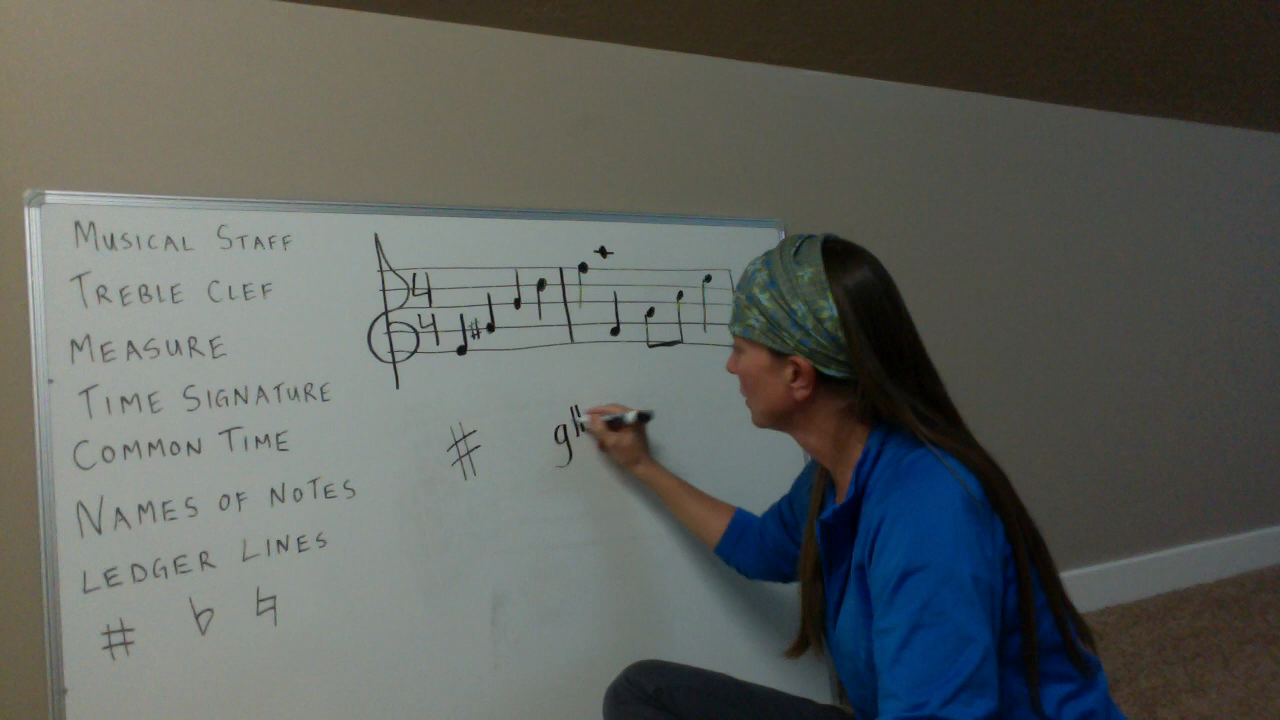 MUSICAL STAFF
TREBLE CLEF
MEASURE
TIME SIGNATURE
COMMON TIME
NAMES OF NOTES
LEDGER LINES
# ♭ ♮
4
4
#
#
g#